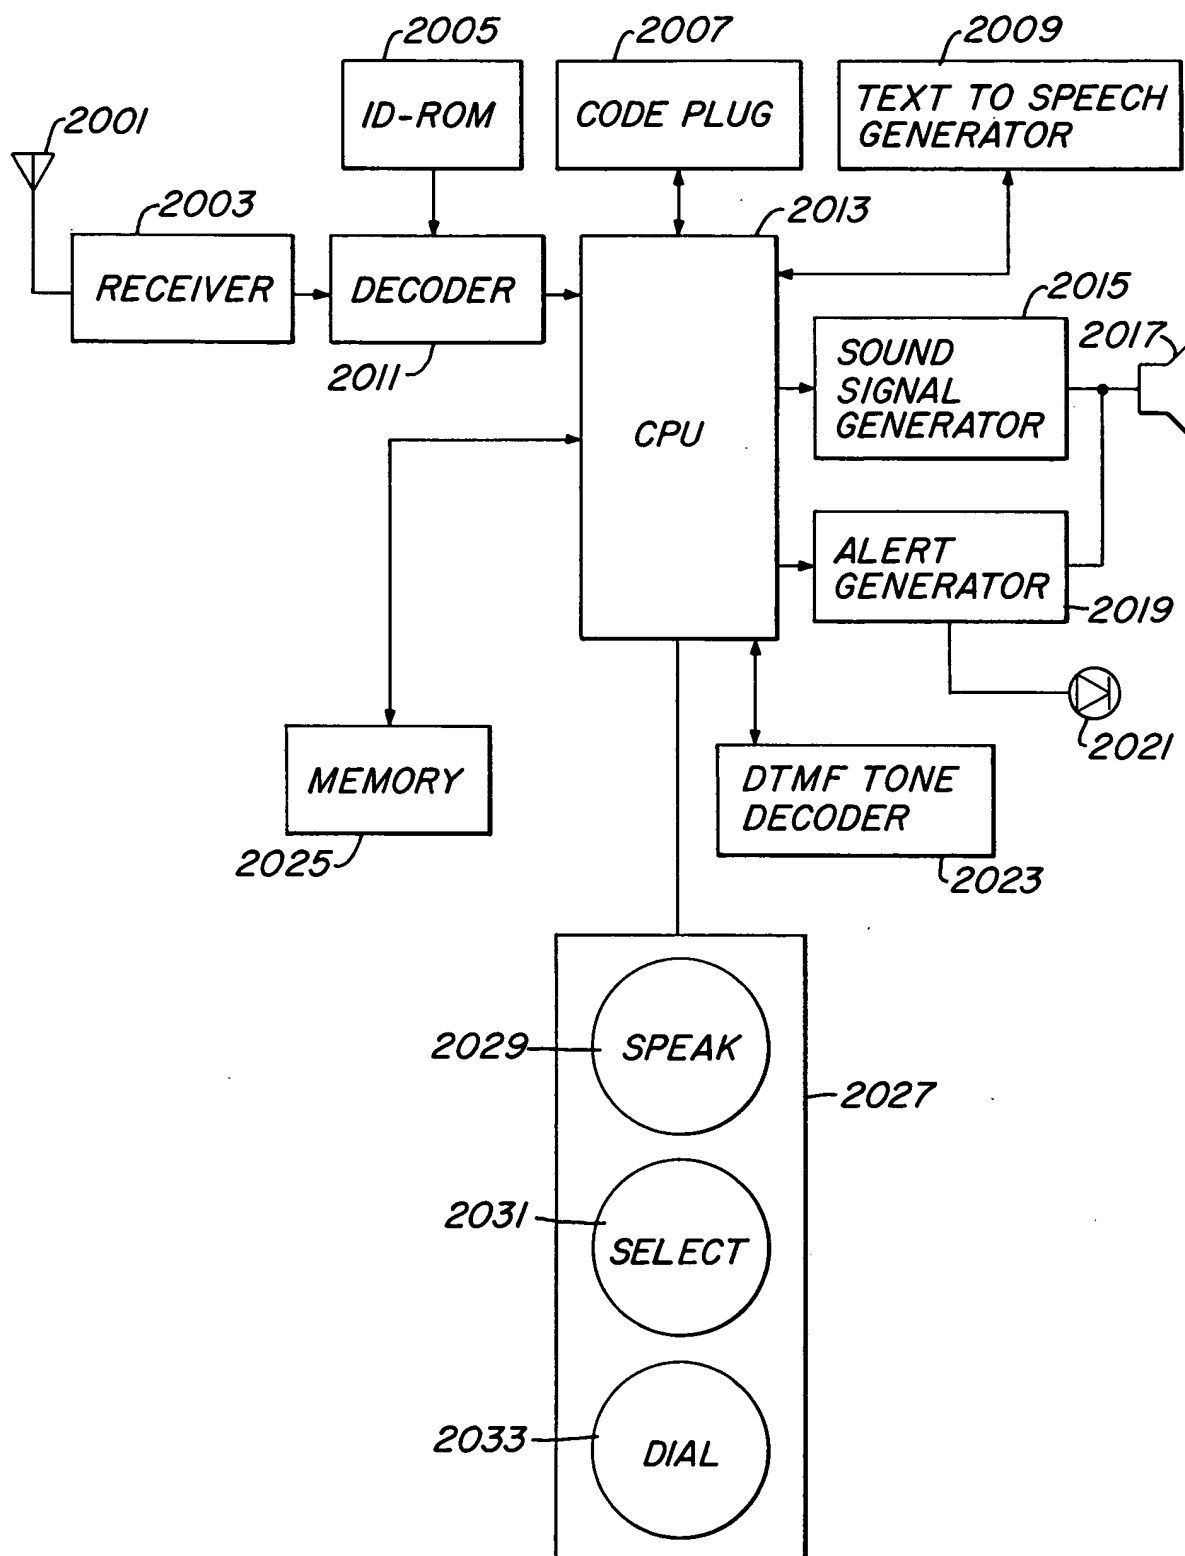 2005
2007
2009
2001
ID-ROM
CODE PLUG
TEXT TO SPEECH
GENERATOR
2003
2013
RECEIVER
DECODER
2011
2015
2017
SOUND
SIGNAL
GENERATOR
CPU
ALERT
GENERATOR
2019
2021
MEMORY
2025
DTMF TONE
DECODER
2023
2029
SPEAK
2027
2031
SELECT
2033
DIAL